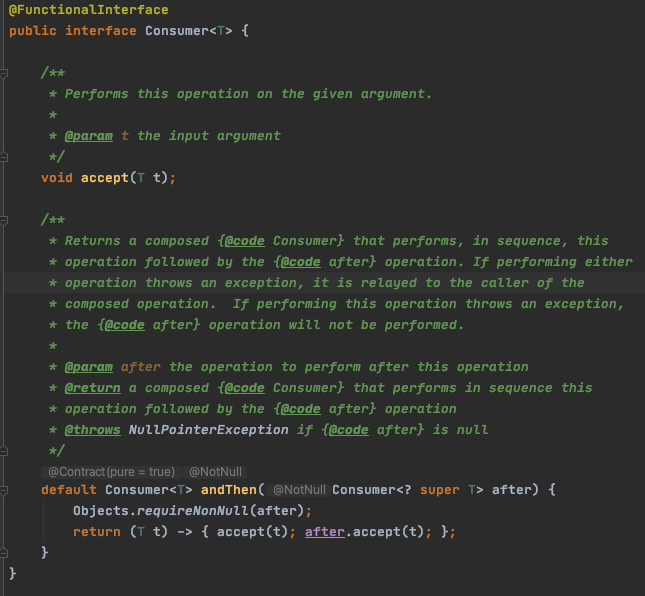 @FunctionalInterface
public interface Consumer<T> {
/**
* Performs this operation on the given argument.
*
* @param t the input argument
*/
void accept(T t);
/**
* Returns a composed {@code Consumer} that performs, in sequence, this
* operation followed by the {@code after} operation. If performing either
* operation throws an exception, it is relayed to the caller of the
* composed operation.  If performing this operation throws an exception,
* the {@code after} operation will not be performed.
*
* @param after the operation to perform after this operation
* @return a composed {@code Consumer} that performs in sequence this
* operation followed by the {@code after} operation
* @throws NullPointerException if {@code after} is null
*/
@Contract(pure = true) @NotNull
default Consumer<T> andThen( @NotNull Consumer<? super T> after) {
Objects.requireNonNull(after);
return (T t) -> { accept(t); after.accept(t); };
}
}